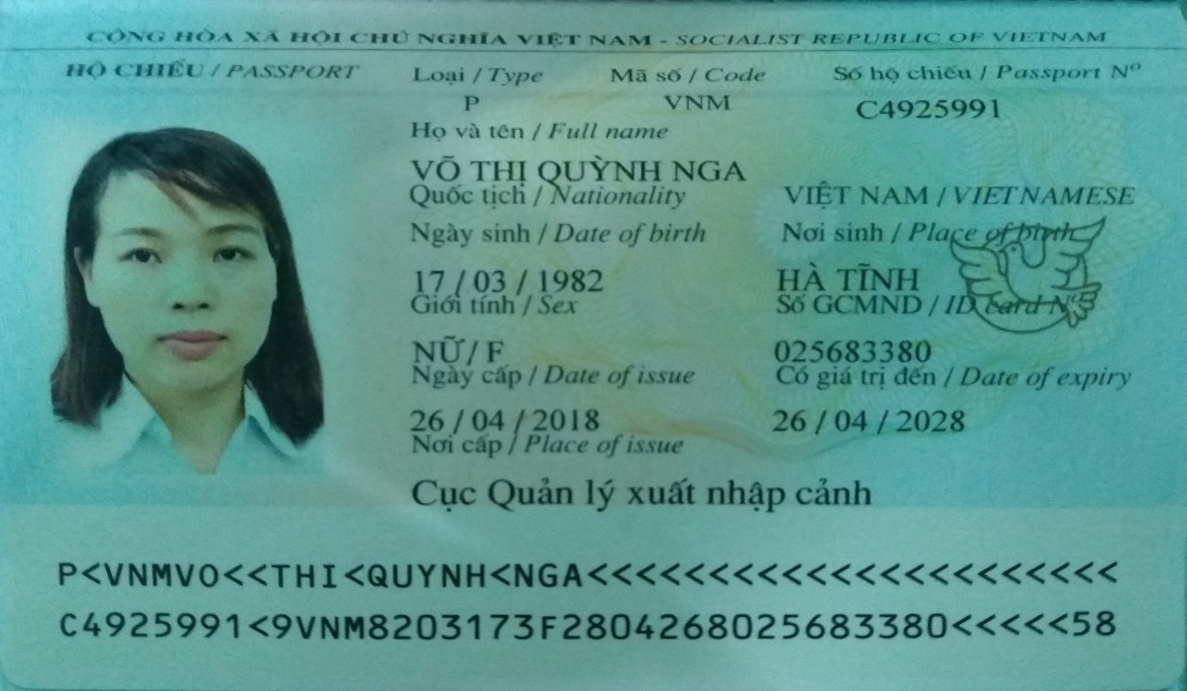 CỘNG HÒA XÃ HỘI CHỦ NGHĨA VIỆT NAM - SOCIALIST REPUBLIC OF VIETNAM
HỘ CHIẾU / PASSPORT Loại / Type Mã số / Code Số hộ chiếu / Passport Nº
P VNM C4925991
Họ và tên / Full name
VÕ THỊ QUỲNH NGA
Quốc tịch / Nationality VIỆT NAM / VIETNAMESE
Ngày sinh / Date of birth Nơi sinh / Place of birth
17 / 03 / 1982 HÀ TĨNH
Giới tính / Sex Số GCMND / ID card Nº
NỮ / F 025683380
Ngày cấp / Date of issue Có giá trị đến / Date of expiry
26 / 04 / 2018 26 / 04 / 2028
Nơi cấp / Place of issue
Cục Quản lý xuất nhập cảnh
P<VNMVO<<THI<QUYNH<NGA<<<<<<<<<<<<<<<<<<<<<<
C4925991<9VNM8203173F2804268025683380<<<<<58